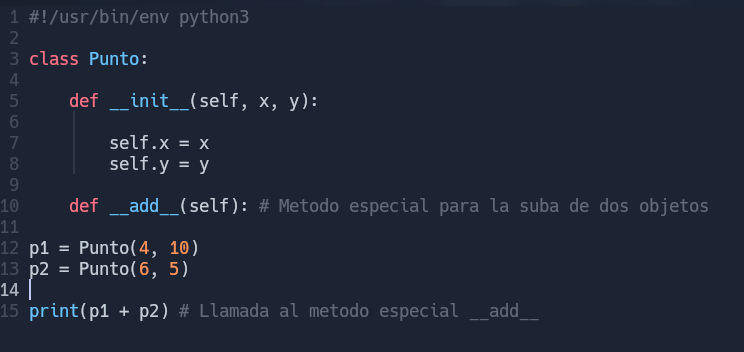 1 #!/usr/bin/env python3
2
3 class Punto:
4
5     def __init__(self, x, y):
6
7         self.x = x
8         self.y = y
9
10     def __add__(self): # Metodo especial para la suba de dos objetos
11
12 p1 = Punto(4, 10)
13 p2 = Punto(6, 5)
14
15 print(p1 + p2) # Llamada al metodo especial __add__